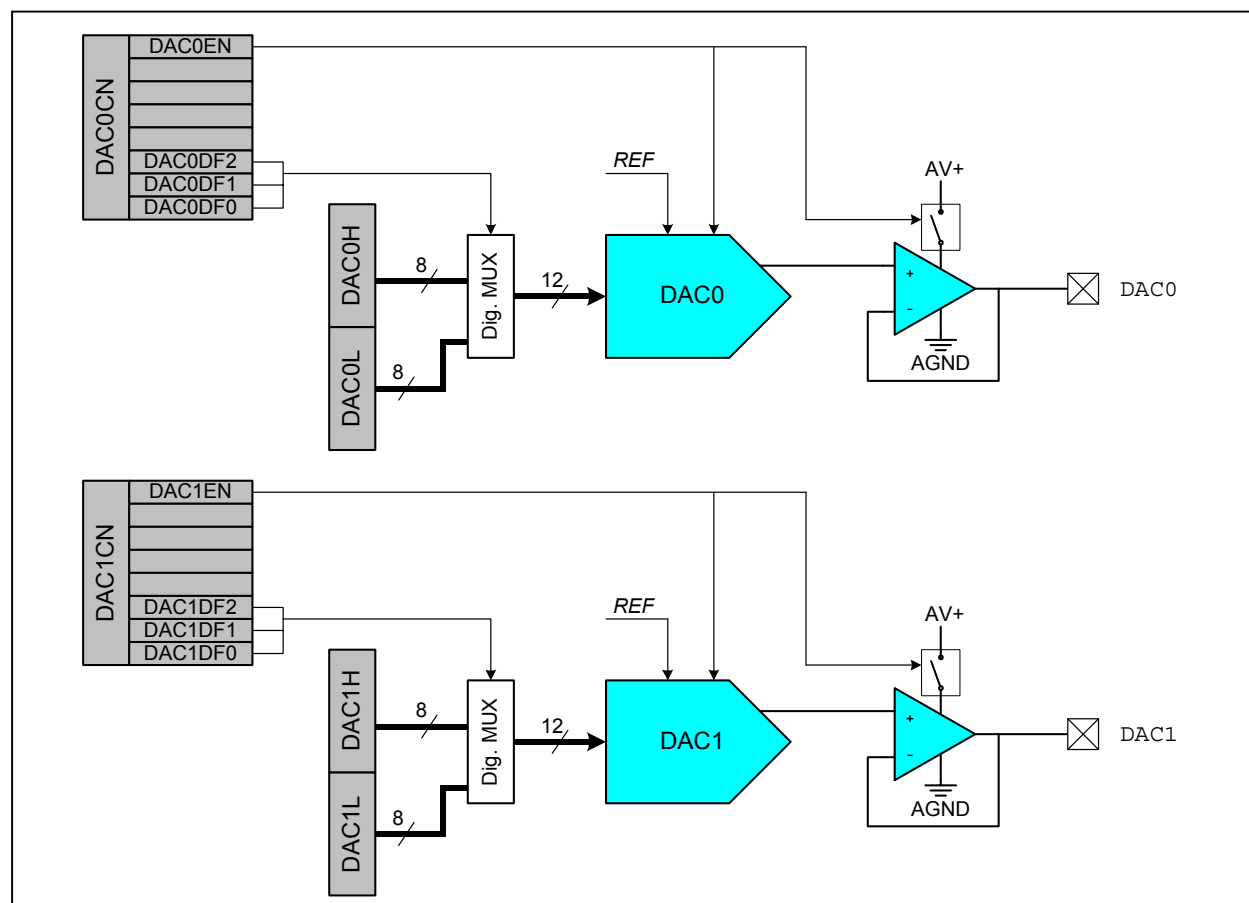 DAC0CN
DAC0EN
DAC0DF2
DAC0DF1
DAC0DF0
REF
AV+
DAC0H
DAC0L
8
8
Dig. MUX
12
DAC0
+
-
AGND
DAC0
DAC1CN
DAC1EN
DAC1DF2
DAC1DF1
DAC1DF0
REF
AV+
DAC1H
DAC1L
8
8
Dig. MUX
12
DAC1
+
-
AGND
DAC1